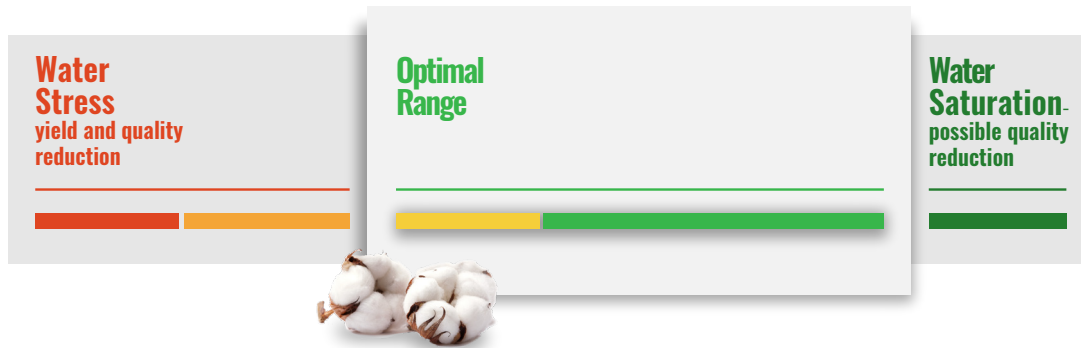 Water
Stress
yield and quality
reduction
Optimal
Range
Water
Saturation-
possible quality
reduction